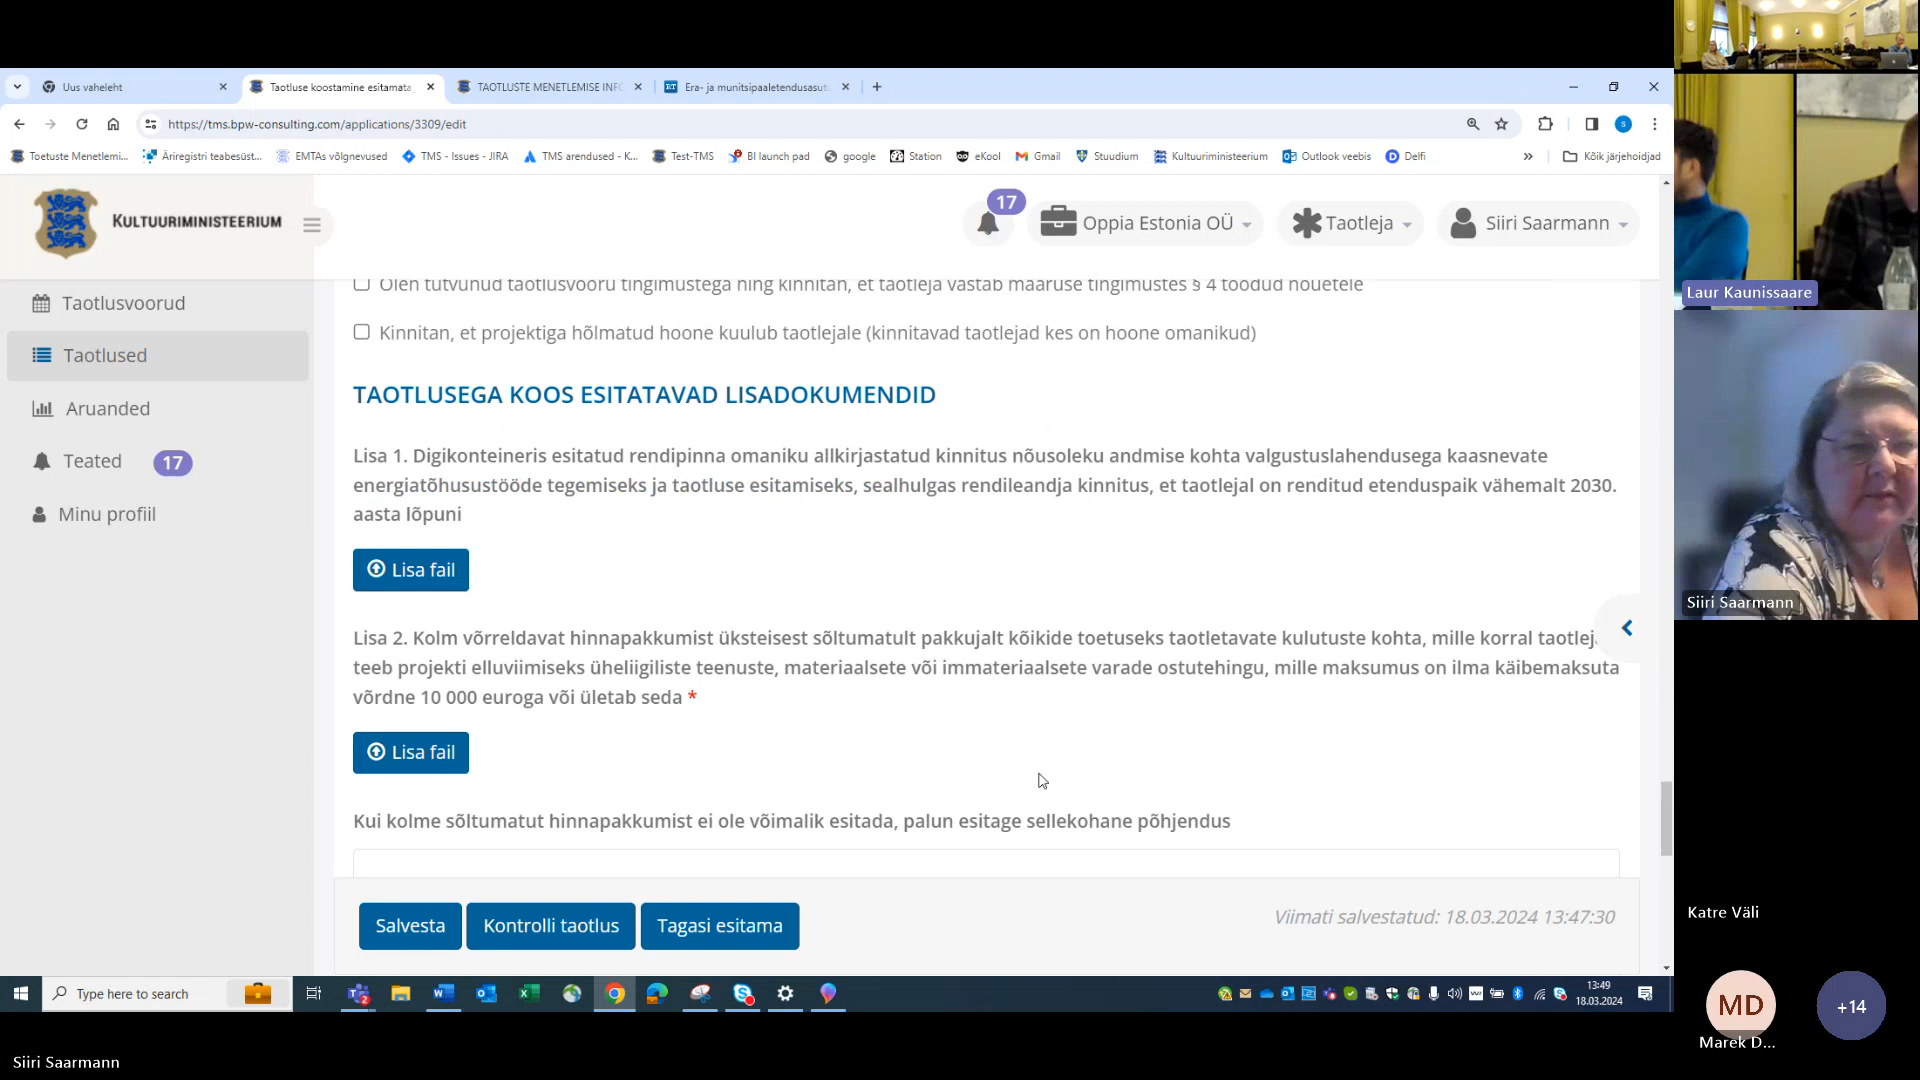 Uus vaheleht
Taotluse koostamine esitamata
TAOTLUSTE MENETLEMISE INFO
Era- ja munitsipaaletendusasut
https://tms.bpw-consulting.com/applications/3309/edit
Toetuste Menetlemi...
Äriregistri teabesüst...
EMTAs võlgnevused
TMS - Issues - JIRA
TMS arendused - K...
Test-TMS
BI launch pad
google
Station
eKool
Gmail
Stuudium
Kultuuriministeerium
Outlook veebis
Delfi
Kõik järjehoidjad
KULTUURIMINISTEERIUM
17
Oppia Estonia OÜ
Taotleja
Siiri Saarmann
Taotlusvoorud
Taotlused
Aruanded
Teated 17
Minu profiil
Olen tutvunud taotlusvooru tingimustega ning kinnitan, et taotleja vastab määruse tingimustes § 4 toodud nõuetele
Kinnitan, et projektiga hõlmatud hoone kuulub taotlejale (kinnitavad taotlejad kes on hoone omanikud)
TAOTLUSEGA KOOS ESITATAVAD LISADOKUMENDID
Lisa 1. Digikonteineris esitatud rendipinna omaniku allkirjastatud kinnitus nõusoleku andmise kohta valgustuslahendusega kaasnevate
energiatõhusustööde tegemiseks ja taotluse esitamiseks, sealhulgas rendileandja kinnitus, et taotlejal on renditud etenduspaik vähemalt 2030.
aasta lõpuni
Lisa fail
Lisa 2. Kolm võrreldavat hinnapakkumist üksteisest sõltumatult pakkujalt kõikide toetuseks taotletavate kulutuste kohta, mille korral taotleja
teeb projekti elluviimiseks üheliigiliste teenuste, materiaalsete või immateriaalsete varade ostutehingu, mille maksumus on ilma käibemaksuta
võrdne 10 000 euroga või ületab seda *
Lisa fail
Kui kolme sõltumatut hinnapakkumist ei ole võimalik esitada, palun esitage sellekohane põhjendus
Salvesta
Kontrolli taotlus
Tagasi esitama
Viimati salvestatud: 18.03.2024 13:47:30
Type here to search
13:49
18.03.2024
Siiri Saarmann
Laur Kaunissaare
Siiri Saarmann
Katre Väli
MD
Marek D...
+14